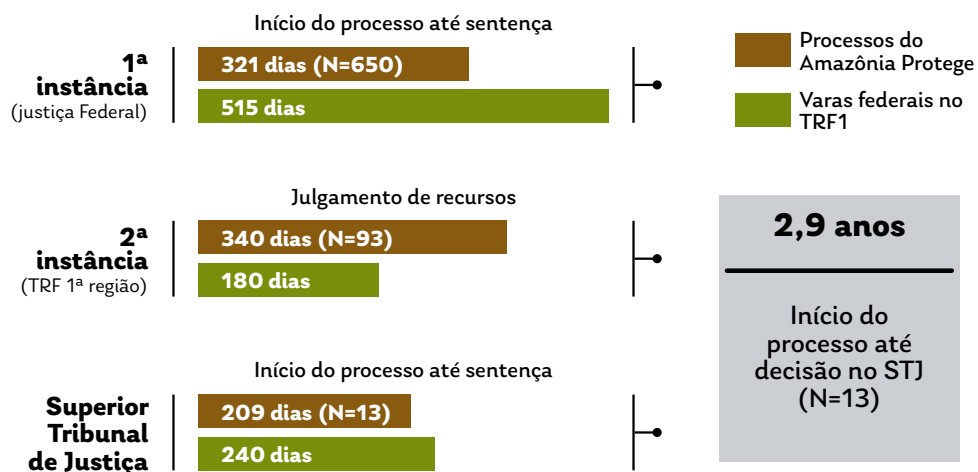 Início do processo até sentença
1ª
instância
(justiça Federal)
321 dias (N=650)
515 dias
Processos do
Amazônia Protege
Varas federais no
TRF1
Julgamento de recursos
2ª
instância
(TRF 1ª região)
340 dias (N=93)
180 dias
2,9 anos
Início do
processo até
decisão no STJ
(N=13)
Início do processo até sentença
Superior
Tribunal
de Justiça
209 dias (N=13)
240 dias